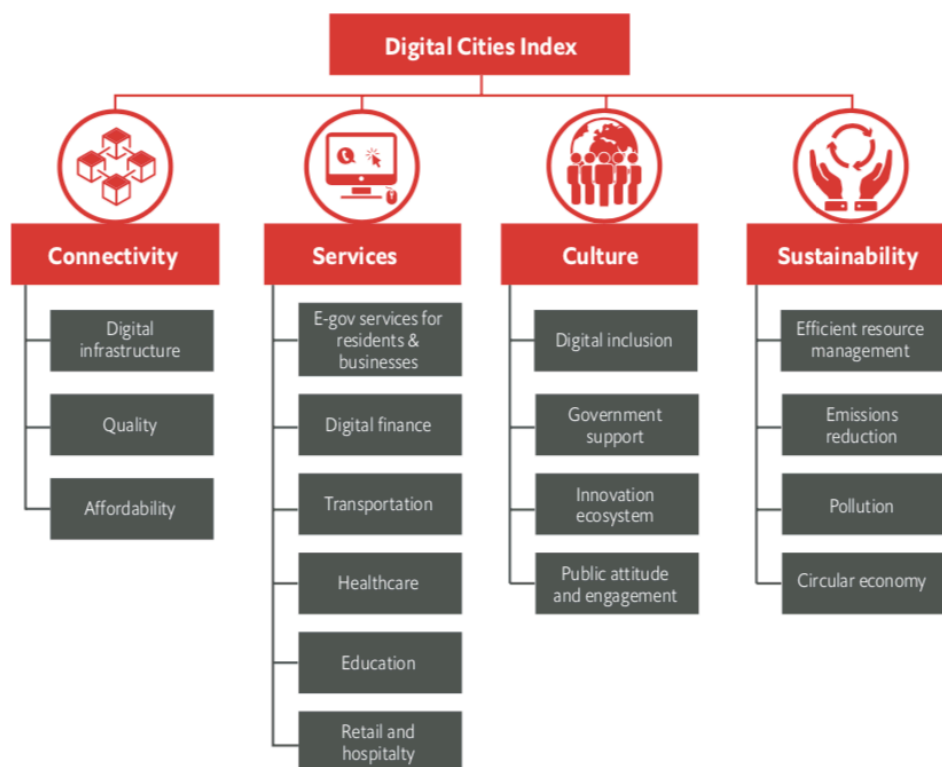 Digital Cities Index
Connectivity
Digital
infrastructure
Quality
Affordability
Services
E-gov services for
residents &
businesses
Digital finance
Transportation
Healthcare
Education
Retail and
hospitalty
Culture
Digital inclusion
Government
support
Innovation
ecosystem
Public attitude
and engagement
Sustainability
Efficient resource
management
Emissions
reduction
Pollution
Circular economy